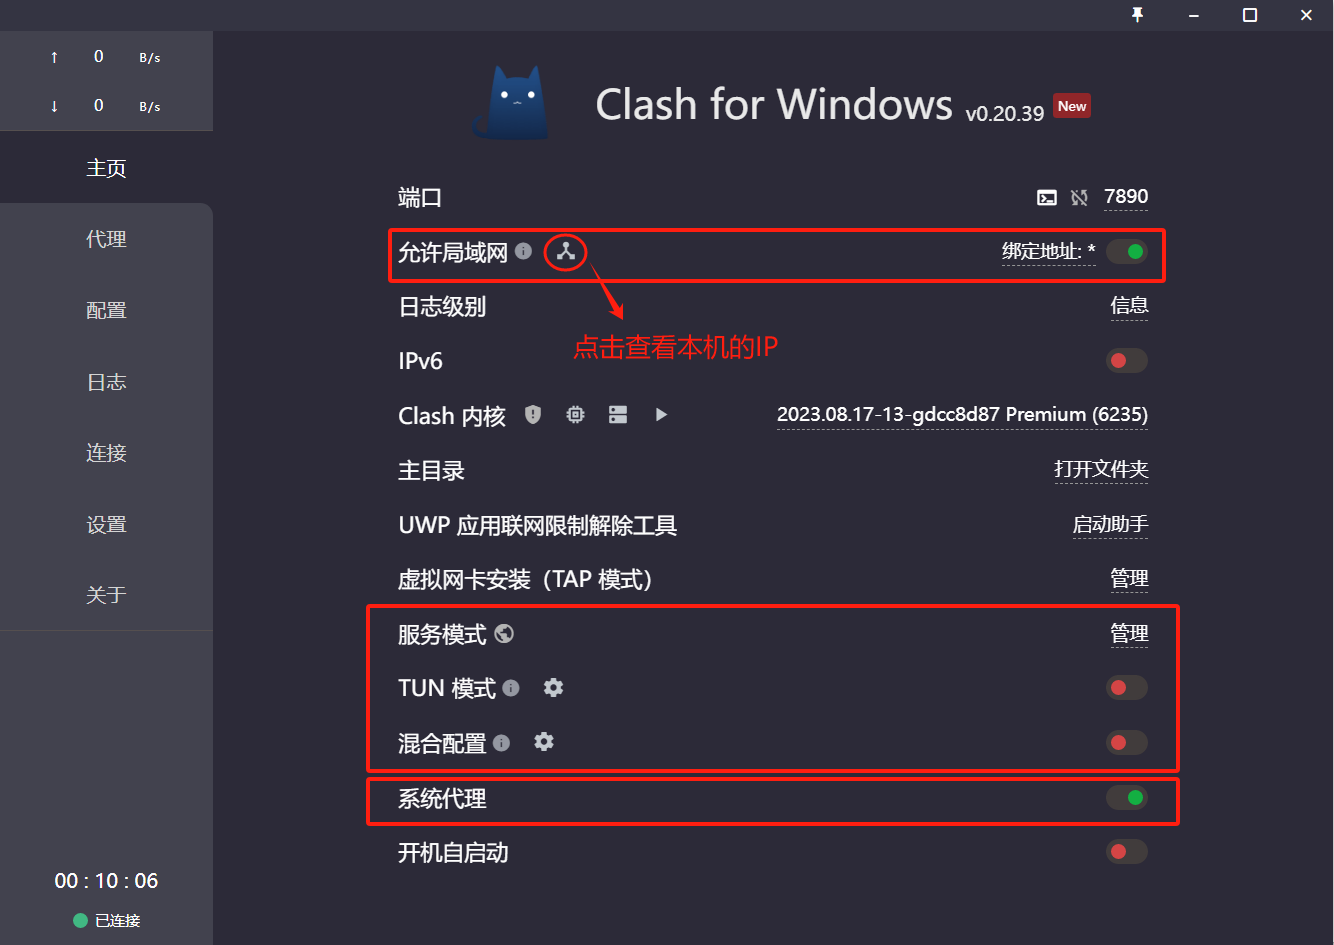 ↑ 0 B/s
↓ 0 B/s
主页
代理
配置
日志
连接
设置
关于
00 : 10 : 06
已连接
Clash for Windows v0.20.39 New
端口 7890
允许局域网 绑定地址: *
日志级别 信息
点击查看本机的IP
IPv6
Clash 内核 2023.08.17-13-gdcc8d87 Premium (6235)
主目录 打开文件夹
UWP 应用联网限制解除工具 启动助手
虚拟网卡安装（TAP 模式） 管理
服务模式 管理
TUN 模式
混合配置
系统代理
开机自启动